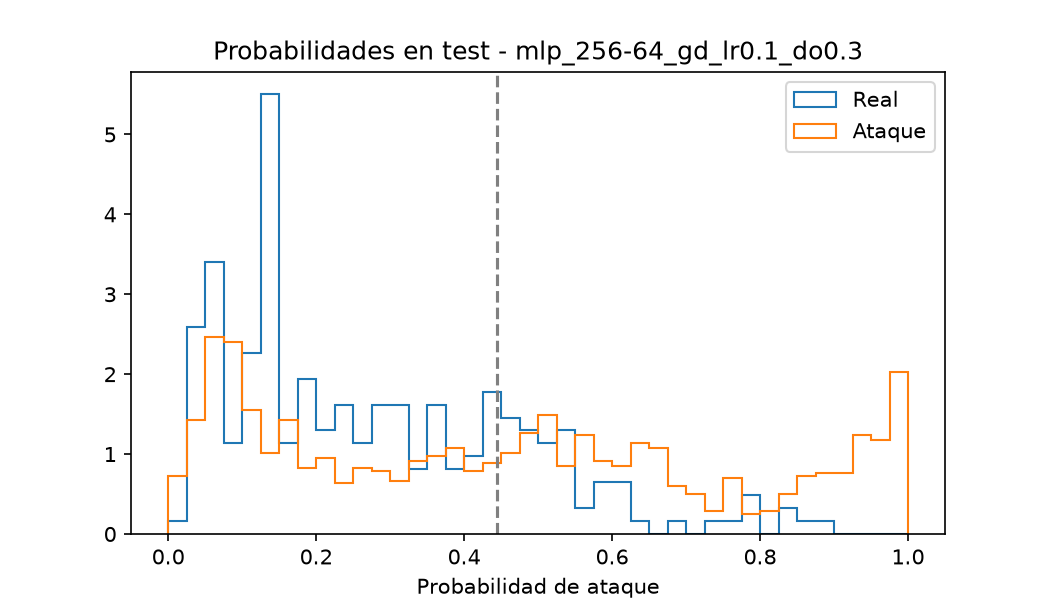 Probabilidades en test - mlp_256-64_gd_lr0.1_do0.3
Real
Ataque
5
4
3
2
1
0
0.0 0.2 0.4 0.6 0.8 1.0
Probabilidad de ataque